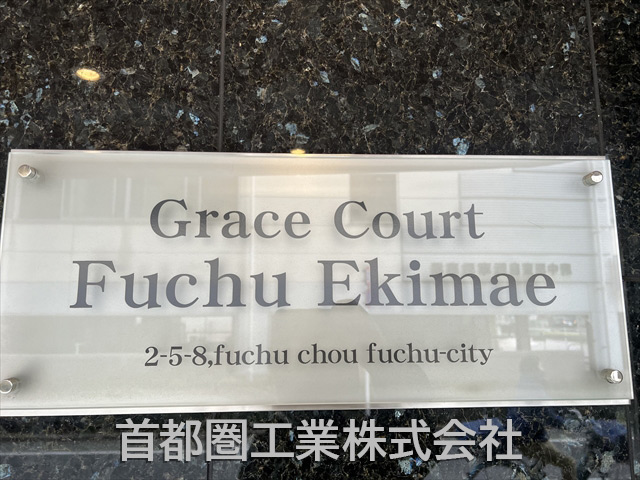 Grace Court
Fuchu Ekimae
2-5-8,fuchu chou fuchu-city
首都圏工業株式会社